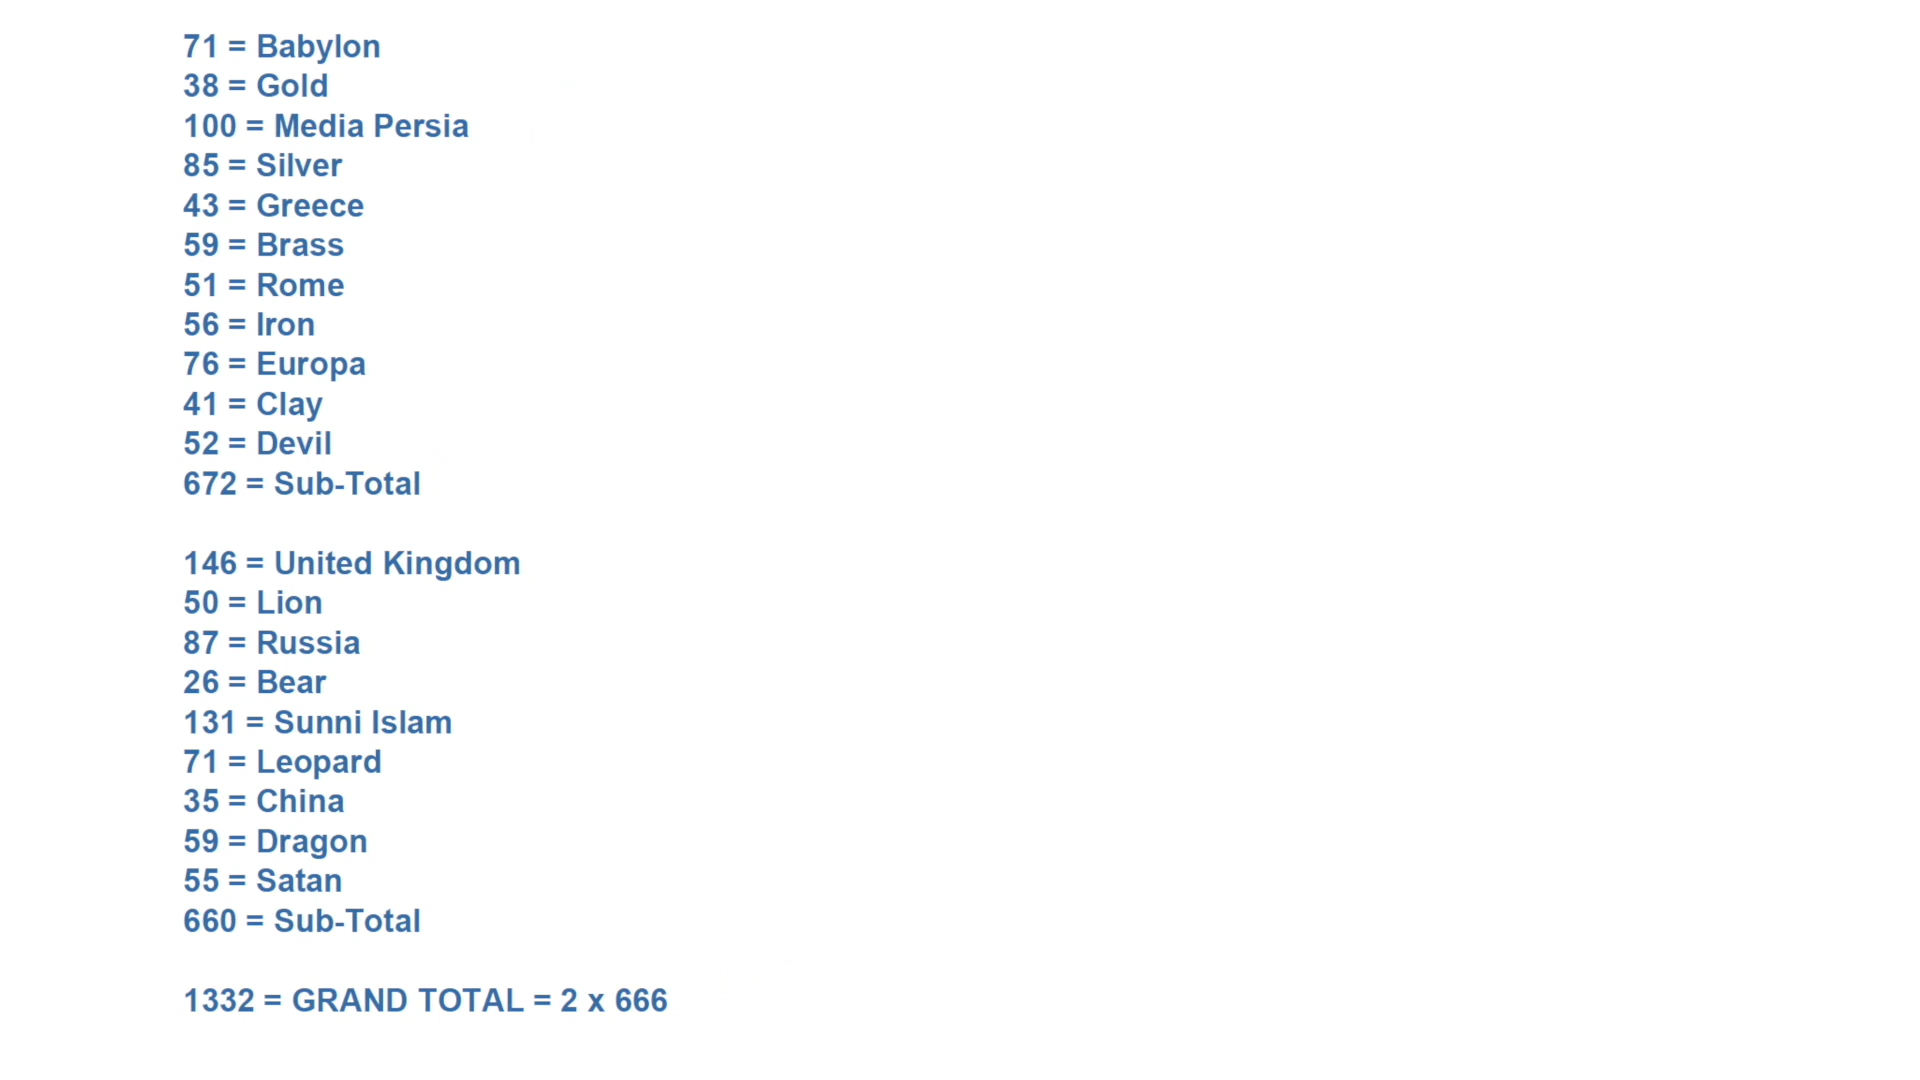 71 = Babylon
38 = Gold
100 = Media Persia
85 = Silver
43 = Greece
59 = Brass
51 = Rome
56 = Iron
76 = Europa
41 = Clay
52 = Devil
672 = Sub-Total
146 = United Kingdom
50 = Lion
87 = Russia
26 = Bear
131 = Sunni Islam
71 = Leopard
35 = China
59 = Dragon
55 = Satan
660 = Sub-Total
1332 = GRAND TOTAL = 2 x 666